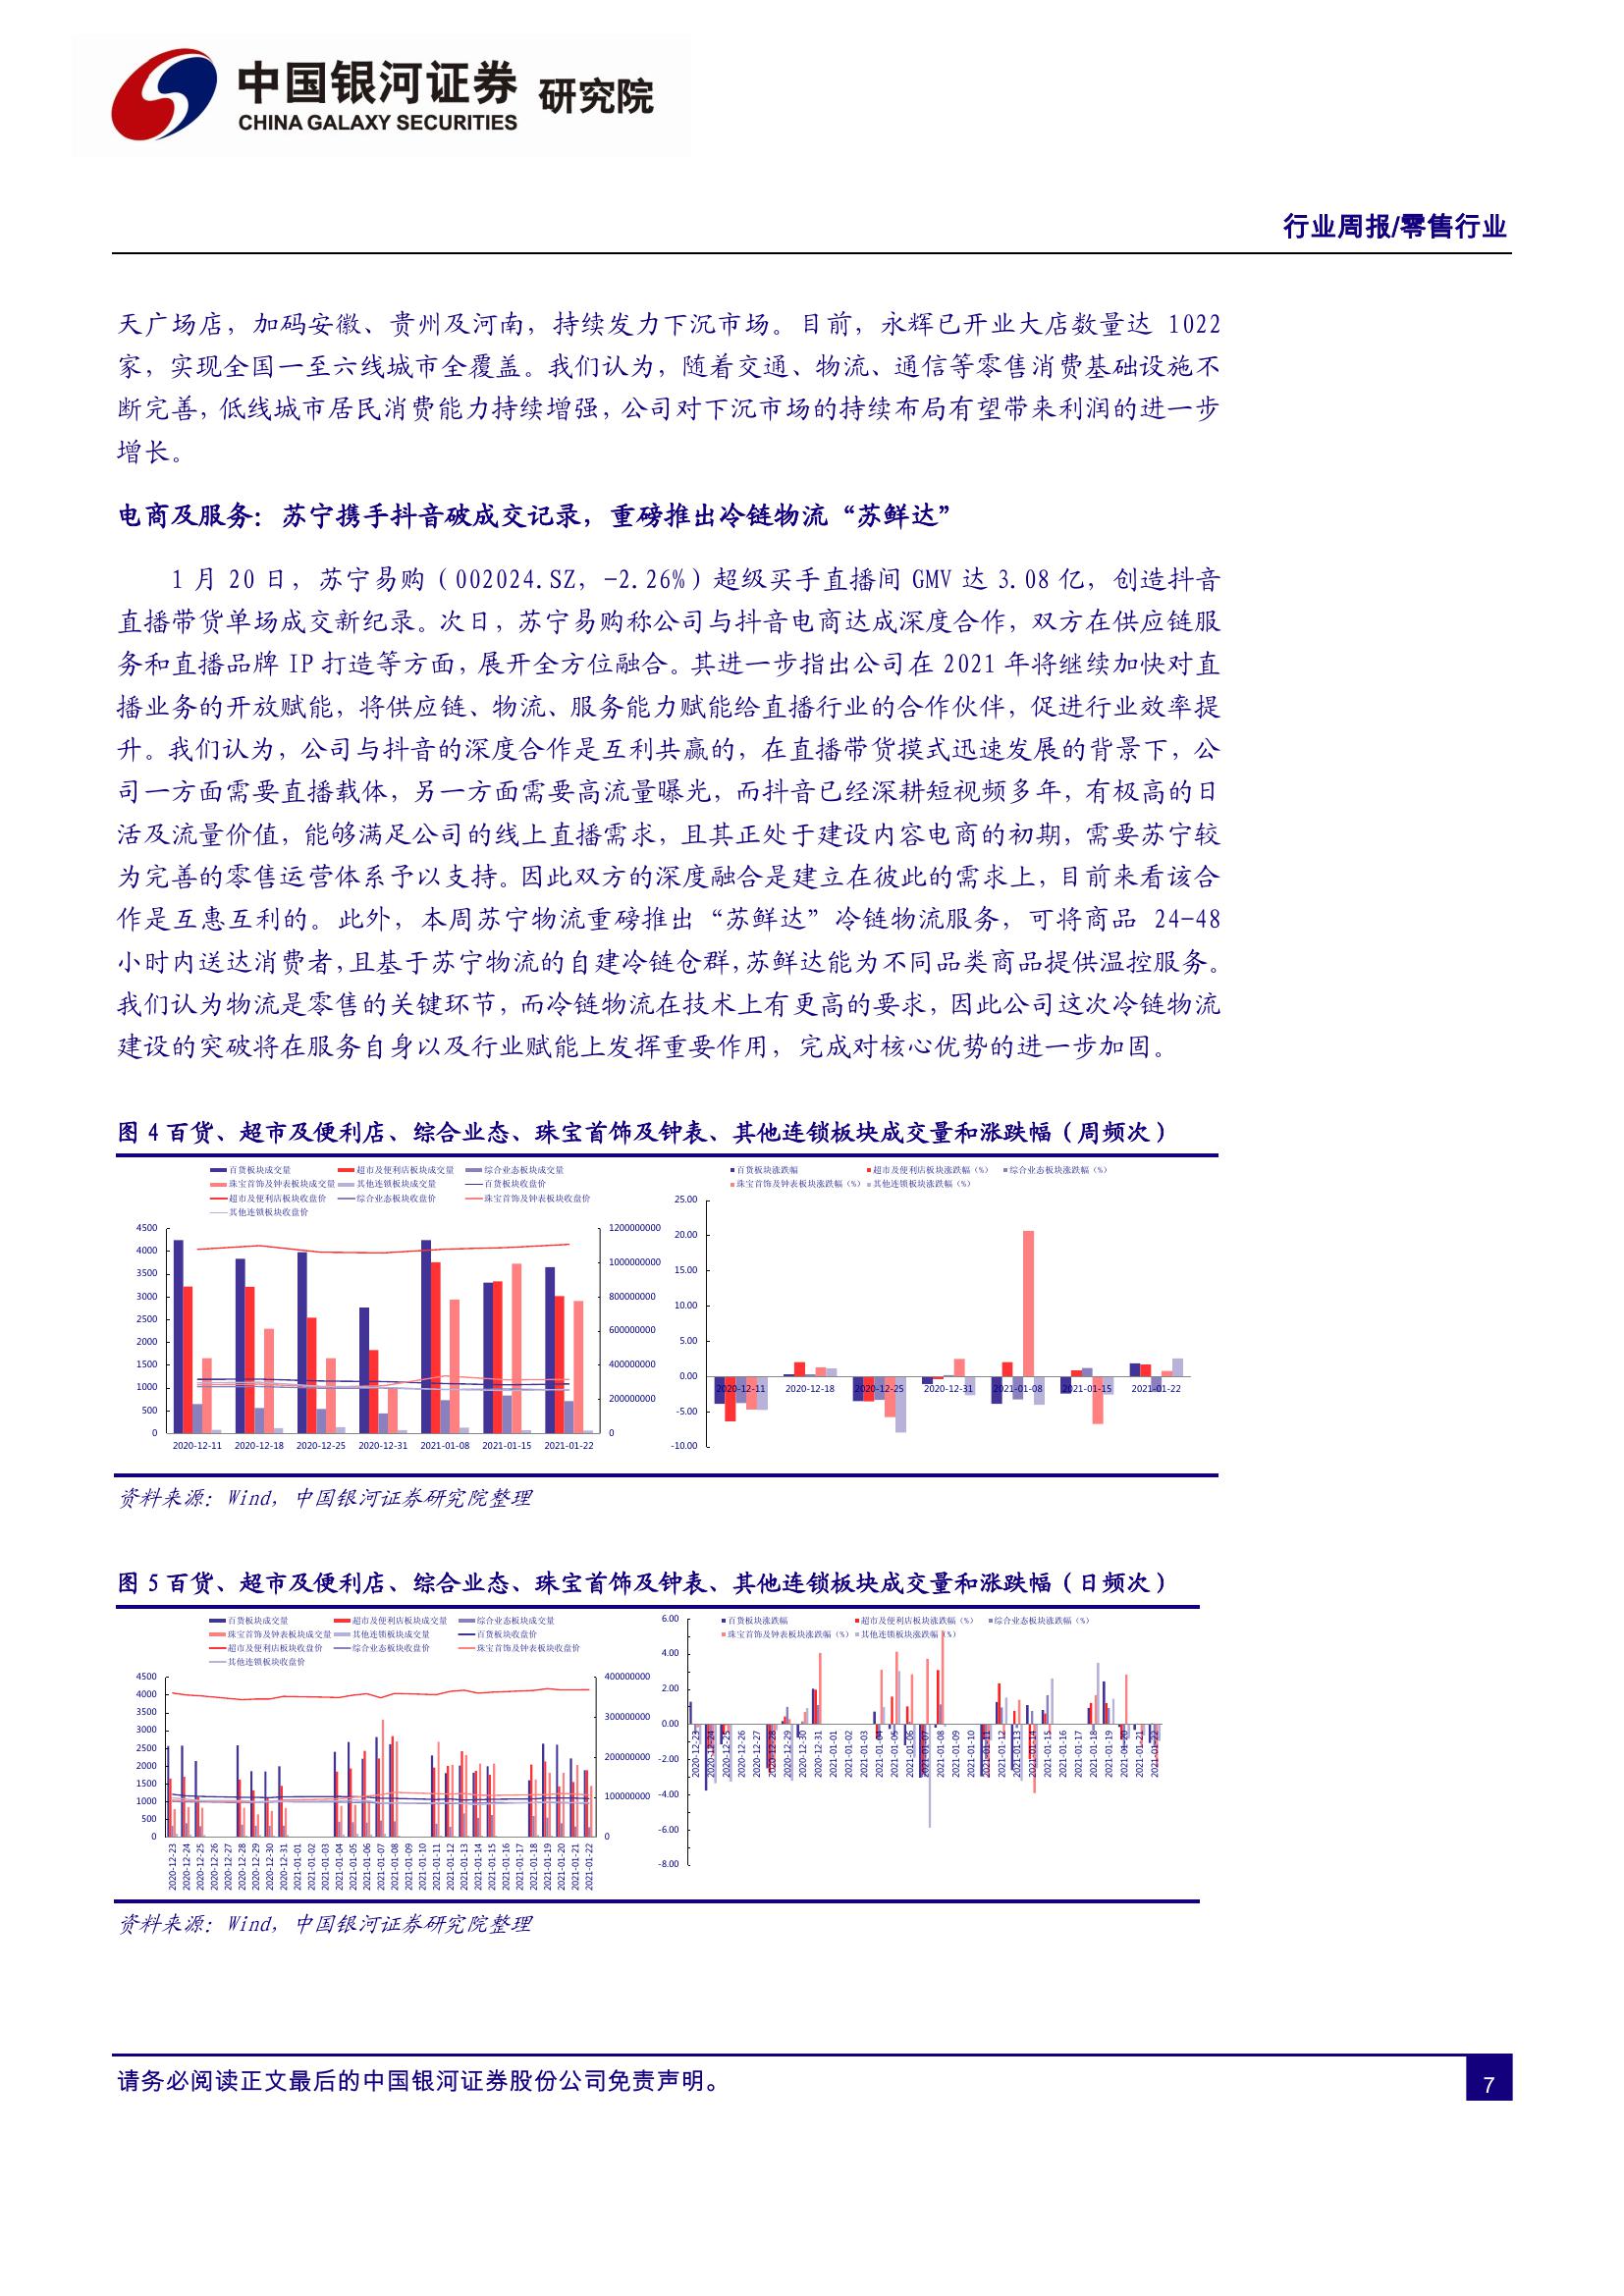 中国银河证券 研究院
CHINA GALAXY SECURITIES
行业周报/零售行业
天广场店，加码安徽、贵州及河南，持续发力下沉市场。目前，永辉已开业大店数量达 1022
家，实现全国一至六线城市全覆盖。我们认为，随着交通、物流、通信等零售消费基础设施不
断完善，低线城市居民消费能力持续增强，公司对下沉市场的持续布局有望带来利润的进一步
增长。
电商及服务：苏宁携手抖音破成交记录，重磅推出冷链物流“苏鲜达”
1 月 20 日，苏宁易购（002024.SZ，-2.26%）超级买手直播间 GMV 达 3.08 亿，创造抖音
直播带货单场成交新纪录。次日，苏宁易购称公司与抖音电商达成深度合作，双方在供应链服
务和直播品牌 IP 打造等方面，展开全方位融合。其进一步指出公司在 2021 年将继续加快对直
播业务的开放赋能，将供应链、物流、服务能力赋能给直播行业的合作伙伴，促进行业效率提
升。我们认为，公司与抖音的深度合作是互利共赢的，在直播带货摸式迅速发展的背景下，公
司一方面需要直播载体，另一方面需要高流量曝光，而抖音已经深耕短视频多年，有极高的日
活及流量价值，能够满足公司的线上直播需求，且其正处于建设内容电商的初期，需要苏宁较
为完善的零售运营体系予以支持。因此双方的深度融合是建立在彼此的需求上，目前来看该合
作是互惠互利的。此外，本周苏宁物流重磅推出“苏鲜达”冷链物流服务，可将商品 24-48
小时内送达消费者，且基于苏宁物流的自建冷链仓群，苏鲜达能为不同品类商品提供温控服务。
我们认为物流是零售的关键环节，而冷链物流在技术上有更高的要求，因此公司这次冷链物流
建设的突破将在服务自身以及行业赋能上发挥重要作用，完成对核心优势的进一步加固。
图 4 百货、超市及便利店、综合业态、珠宝首饰及钟表、其他连锁板块成交量和涨跌幅（周频次）
百货板块成交量 超市及便利店板块成交量 综合业态板块成交量
珠宝首饰及钟表板块成交量 其他连锁板块成交量 百货板块收盘价
超市及便利店板块收盘价 综合业态板块收盘价 珠宝首饰及钟表板块收盘价
其他连锁板块收盘价
4500
4000
3500
3000
2500
2000
1500
1000
500
0
1200000000
1000000000
800000000
600000000
400000000
200000000
0
2020-12-11 2020-12-18 2020-12-25 2020-12-31 2021-01-08 2021-01-15 2021-01-22
百货板块涨跌幅 超市及便利店板块涨跌幅（%） 综合业态板块涨跌幅（%）
珠宝首饰及钟表板块涨跌幅（%） 其他连锁板块涨跌幅（%）
25.00
20.00
15.00
10.00
5.00
0.00
-5.00
-10.00
2020-12-11 2020-12-18 2020-12-25 2020-12-31 2021-01-08 2021-01-15 2021-01-22
资料来源：Wind，中国银河证券研究院整理
图 5 百货、超市及便利店、综合业态、珠宝首饰及钟表、其他连锁板块成交量和涨跌幅（日频次）
百货板块成交量 超市及便利店板块成交量 综合业态板块成交量
珠宝首饰及钟表板块成交量 其他连锁板块成交量 百货板块收盘价
超市及便利店板块收盘价 综合业态板块收盘价 珠宝首饰及钟表板块收盘价
其他连锁板块收盘价
4500
4000
3500
3000
2500
2000
1500
1000
500
0
400000000
300000000
200000000
100000000
0
2020-12-23 2020-12-24 2020-12-25 2020-12-26 2020-12-27 2020-12-28 2020-12-29 2020-12-30 2020-12-31 2021-01-01 2021-01-02 2021-01-03 2021-01-04 2021-01-05 2021-01-06 2021-01-07 2021-01-08 2021-01-09 2021-01-10 2021-01-11 2021-01-12 2021-01-13 2021-01-14 2021-01-15 2021-01-16 2021-01-17 2021-01-18 2021-01-19 2021-01-20 2021-01-21 2021-01-22
百货板块涨跌幅 超市及便利店板块涨跌幅（%） 综合业态板块涨跌幅（%）
珠宝首饰及钟表板块涨跌幅（%） 其他连锁板块涨跌幅（%）
6.00
4.00
2.00
0.00
-2.00
-4.00
-6.00
-8.00
2020-12-23 2020-12-24 2020-12-25 2020-12-26 2020-12-27 2020-12-28 2020-12-29 2020-12-30 2020-12-31 2021-01-01 2021-01-02 2021-01-03 2021-01-04 2021-01-05 2021-01-06 2021-01-07 2021-01-08 2021-01-09 2021-01-10 2021-01-11 2021-01-12 2021-01-13 2021-01-14 2021-01-15 2021-01-16 2021-01-17 2021-01-18 2021-01-19 2021-01-20 2021-01-21 2021-01-22
资料来源：Wind，中国银河证券研究院整理
请务必阅读正文最后的中国银河证券股份公司免责声明。
7